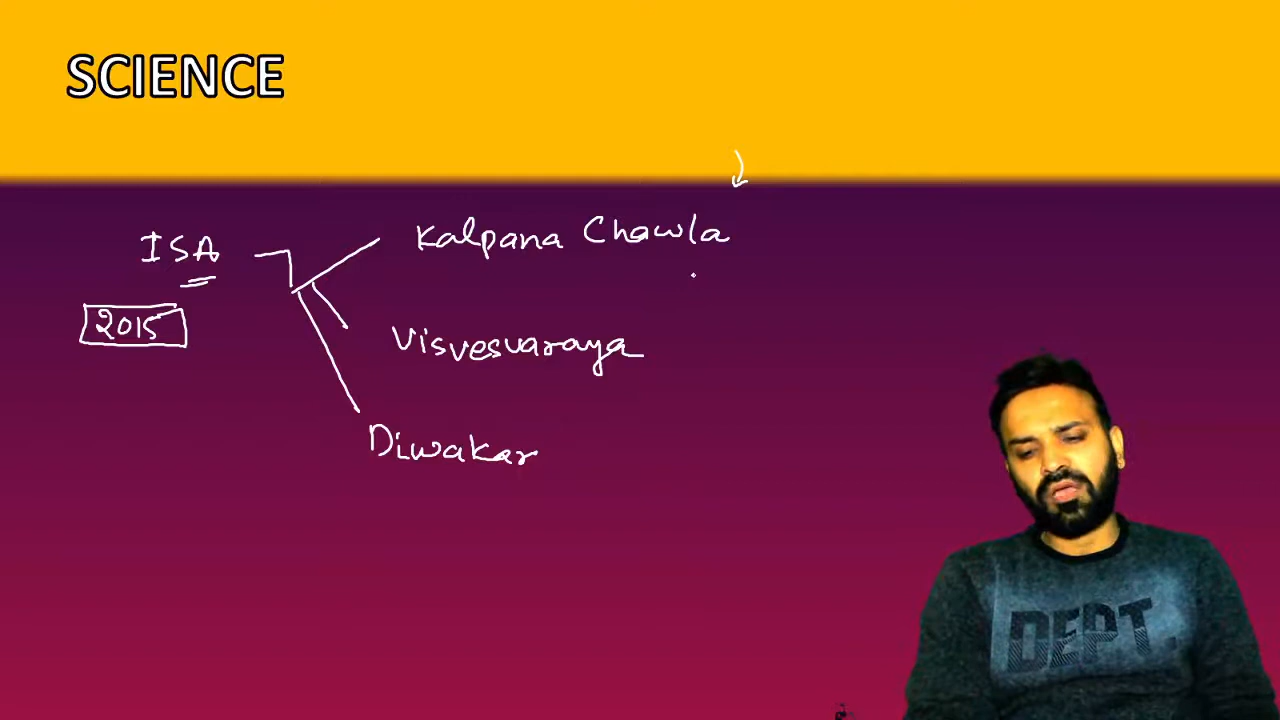 SCIENCE
ISA
Kalpana Chawla
2015
Visvesvaraya
Diwakar
DEPT.